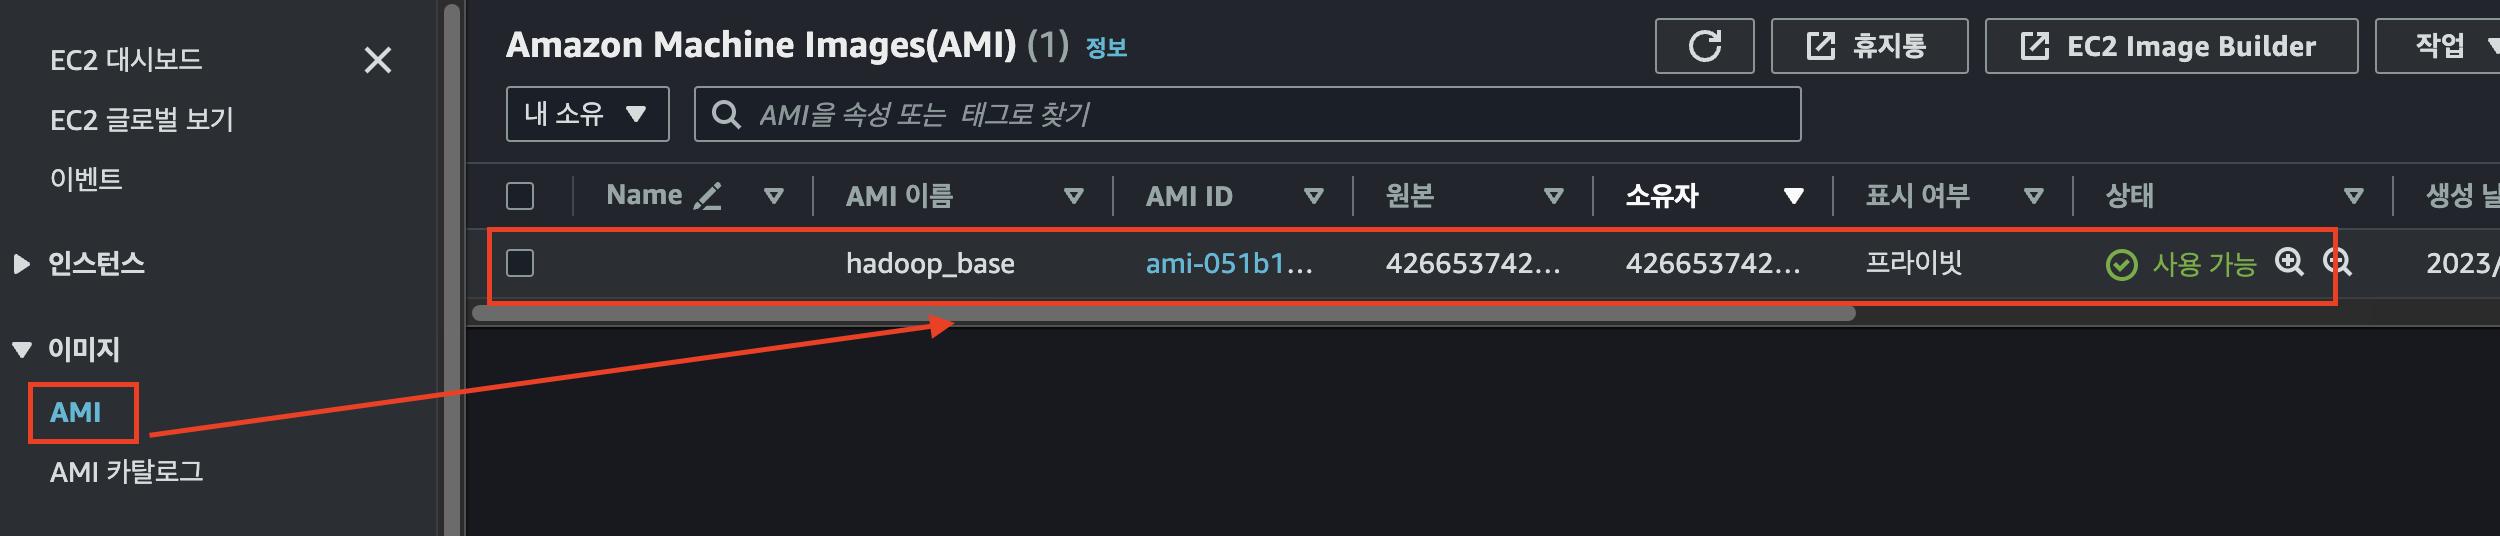 EC2 대시보드
EC2 글로벌 보기
이벤트
인스턴스
이미지
AMI
AMI 카탈로그
Amazon Machine Images(AMI) (1) 정보
휴지통
EC2 Image Builder
작업
내 소유
AMI을 속성 또는 태그로 찾기
Name AMI 이름 AMI ID 원본 소유자 표시 여부 상태 생성
hadoop_base ami-051b1... 426653742... 426653742... 프라이빗 사용 가능 2023/